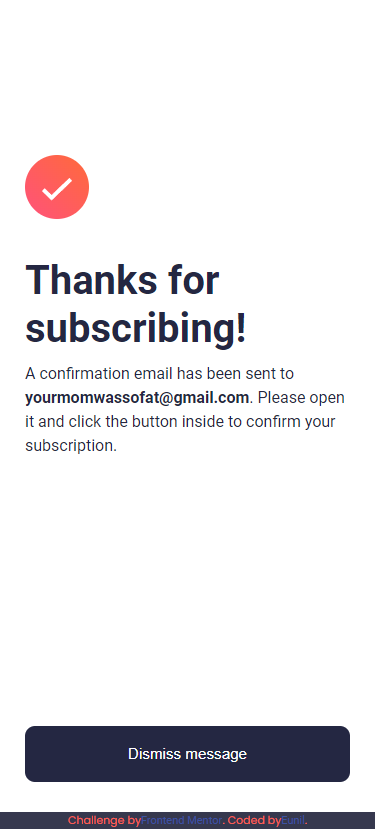 Thanks for
subscribing!
A confirmation email has been sent to
yourmomwassofat@gmail.com. Please open
it and click the button inside to confirm your
subscription.
Dismiss message
Challenge byFrontend Mentor. Coded byEunil.